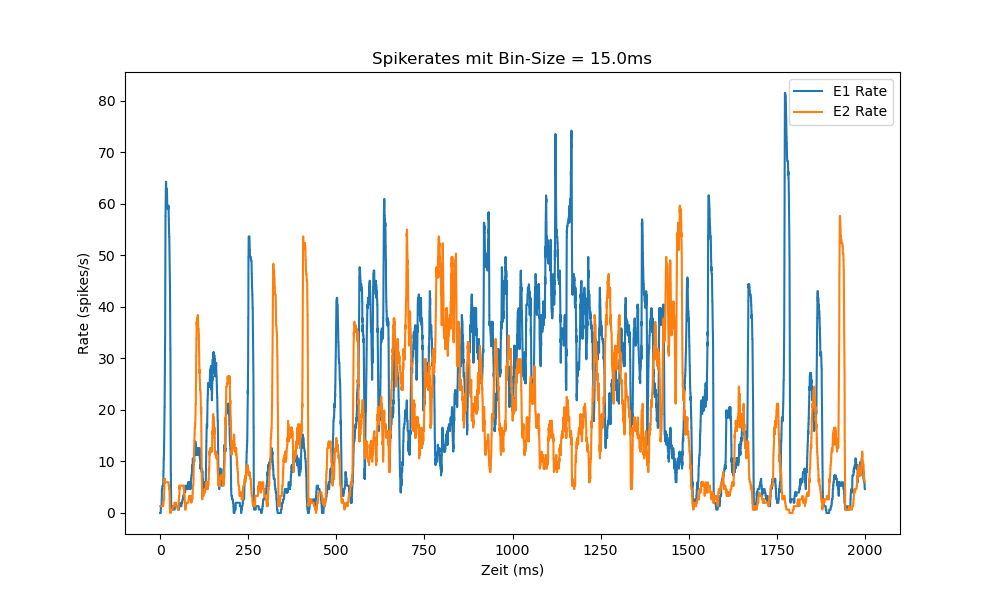 Spikerates mit Bin-Size = 15.0ms
E1 Rate
E2 Rate
Rate (spikes/s)
80
70
60
50
40
30
20
10
0
0 250 500 750 1000 1250 1500 1750 2000
Zeit (ms)